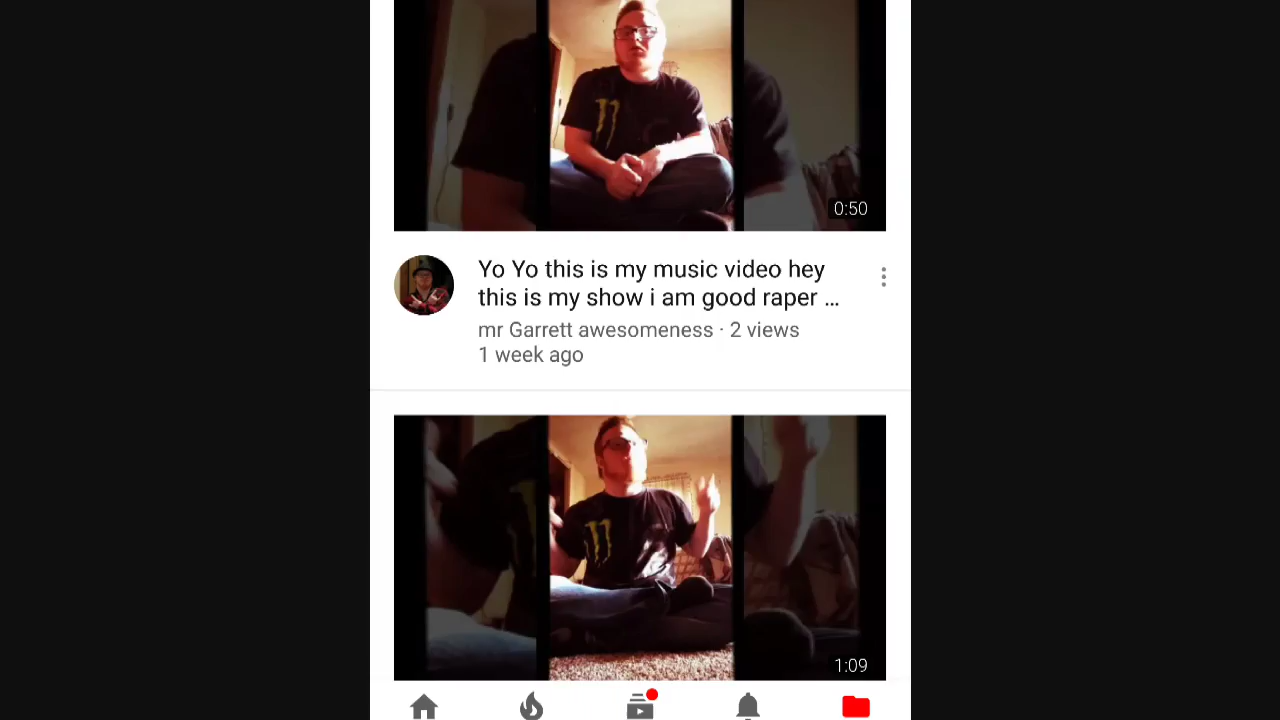 0:50
Yo Yo this is my music video hey
this is my show i am good raper ...
mr Garrett awesomeness · 2 views
1 week ago
1:09